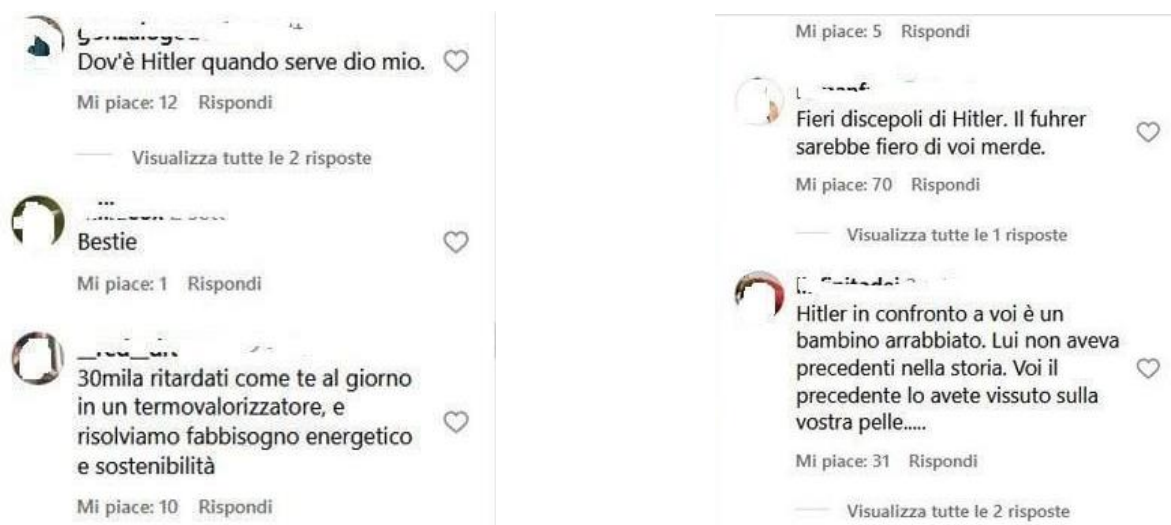 Dov'è Hitler quando serve dio mio.
Mi piace: 12 Rispondi
Visualizza tutte le 2 risposte
Bestie
Mi piace: 1 Rispondi
30mila ritardati come te al giorno
in un termovalorizzatore, e
risolviamo fabbisogno energetico
e sostenibilità
Mi piace: 10 Rispondi
Mi piace: 5 Rispondi
Fieri discepoli di Hitler. Il fuhrer
sarebbe fiero di voi merde.
Mi piace: 70 Rispondi
Visualizza tutte le 1 risposte
Hitler in confronto a voi è un
bambino arrabbiato. Lui non aveva
precedenti nella storia. Voi il
precedente lo avete vissuto sulla
vostra pelle.....
Mi piace: 31 Rispondi
Visualizza tutte le 2 risposte